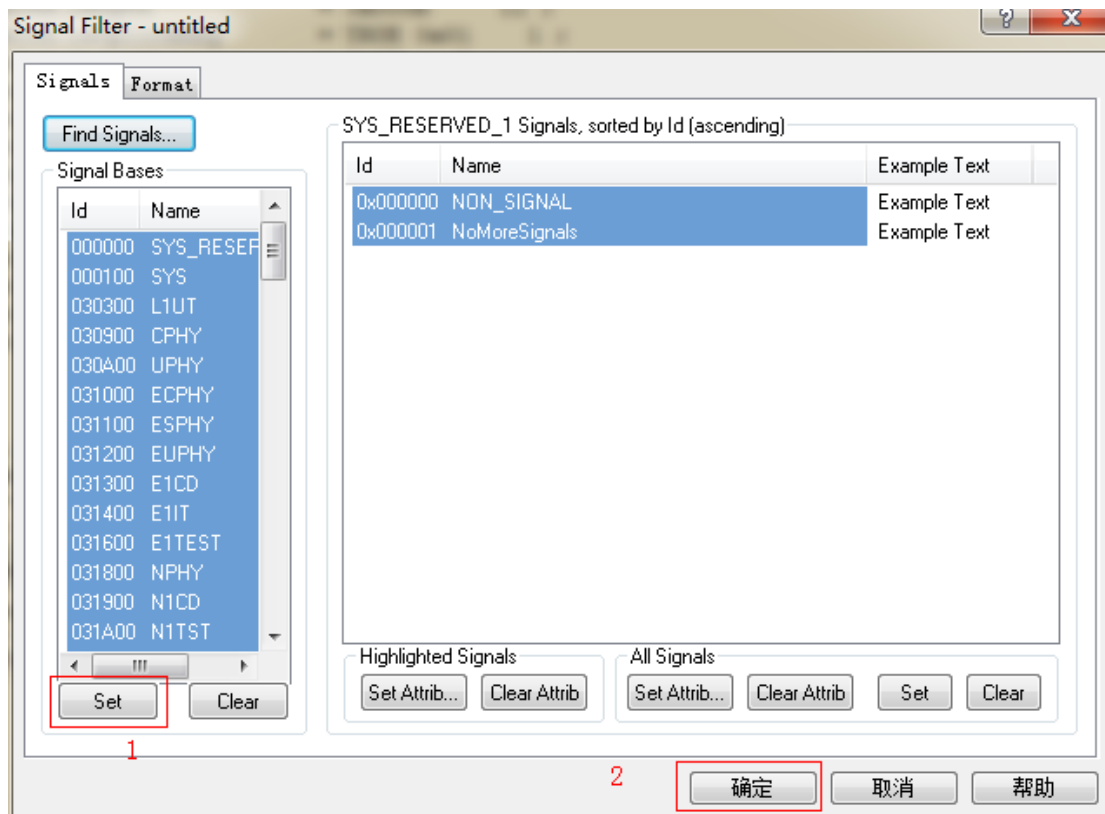 Signal Filter - untitled
Signals Format
Find Signals...
Signal Bases
Id Name
000000 SYS_RESER
000100 SYS
030300 L1UT
030900 CPHY
030A00 UPHY
031000 ECPHY
031100 ESPHY
031200 EUPHY
031300 E1CD
031400 E1IT
031600 E1TEST
031800 NPHY
031900 N1CD
031A00 N1TST
Set Clear
1
SYS_RESERVED_1 Signals, sorted by Id (ascending)
Id Name Example Text
0x000000 NON_SIGNAL Example Text
0x000001 NoMoreSignals Example Text
Highlighted Signals
Set Attrib... Clear Attrib
All Signals
Set Attrib... Clear Attrib Set Clear
2
确定 取消 帮助